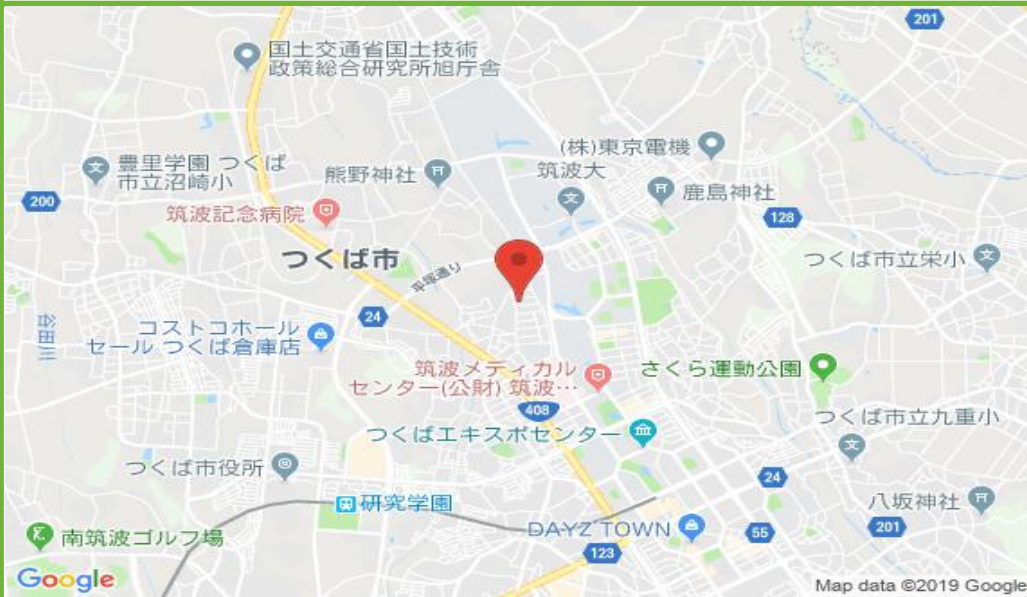 201
国土交通省国土技術
政策総合研究所旭庁舎
(株)東京電機
豊里学園 つくば
市立沼崎小
熊野神社
筑波大
鹿島神社
200
筑波記念病院
128
つくば市
つくば市立栄小
平塚通り
谷田川
24
コストコホール
セール つくば倉庫店
筑波メディカル
センター(公財) 筑波…
さくら運動公園
408
つくば市立九重小
つくばエキスポセンター
つくば市役所
24
研究学園
八坂神社
201
南筑波ゴルフ場
DAYZ TOWN
55
123
Google
Map data ©2019 Google